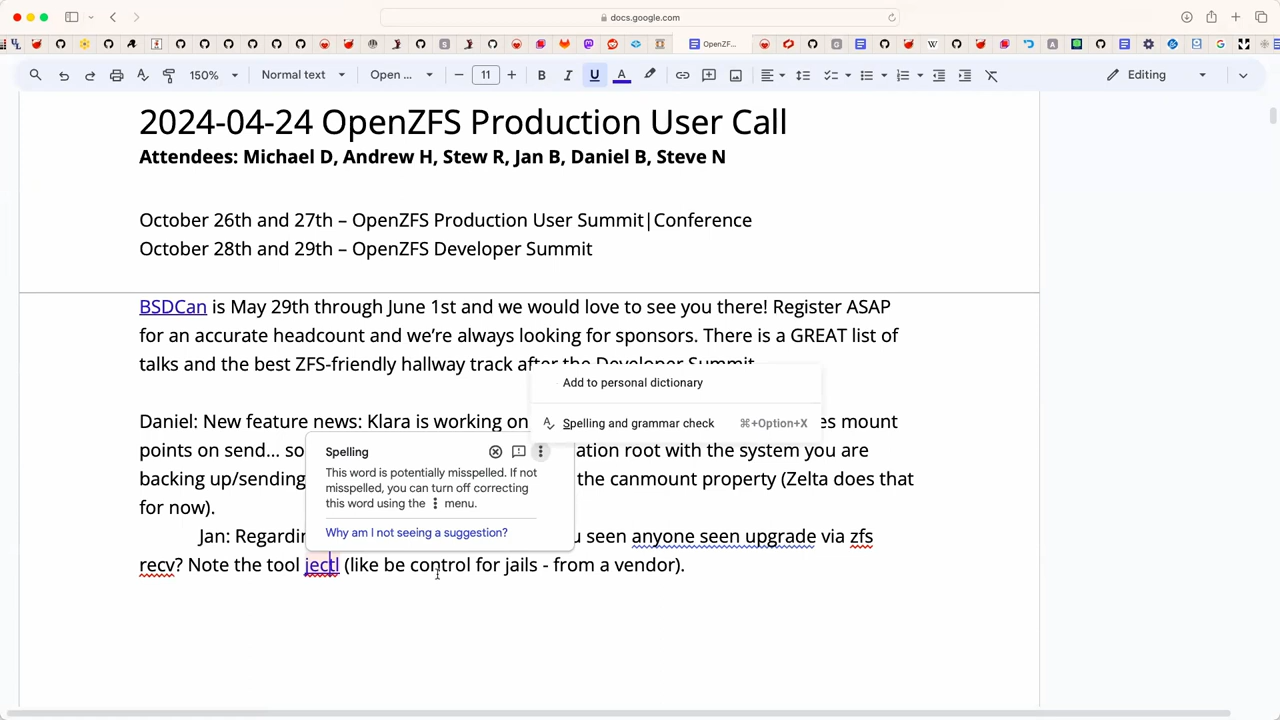 docs.google.com
OpenZF...
150%
Normal text
Open ...
11
Editing
2024-04-24 OpenZFS Production User Call
Attendees: Michael D, Andrew H, Stew R, Jan B, Daniel B, Steve N
October 26th and 27th – OpenZFS Production User Summit|Conference
October 28th and 29th – OpenZFS Developer Summit
BSDCan is May 29th through June 1st and we would love to see you there! Register ASAP
for an accurate headcount and we’re always looking for sponsors. There is a GREAT list of
talks and the best ZFS-friendly hallway track after the Developer Summit
Add to personal dictionary
Spelling and grammar check ⌘+Option+X
Daniel: New feature news: Klara is working on es mount
points on send... so ation root with the system you are
backing up/sending the canmount property (Zelta does that
for now).
Spelling
This word is potentially misspelled. If not
misspelled, you can turn off correcting
this word using the menu.
Why am I not seeing a suggestion?
Jan: Regardin u seen anyone seen upgrade via zfs
recv? Note the tool jectl (like be control for jails - from a vendor).